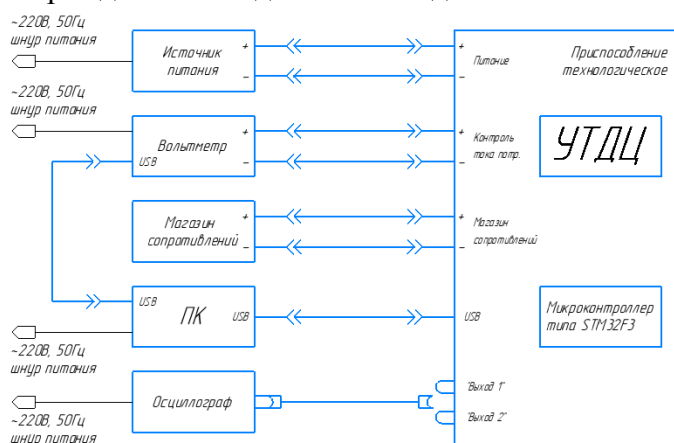 ~220В, 50Гц
шнур питания
Источник
питания
+
−
+
−
Питание
Приспособление
технологическое
~220В, 50Гц
шнур питания
Вольтметр
USB
+
−
+
−
Контроль
тока потр.
УТДЦ
Магазин
сопротивлений
+
−
+
−
Магазин
сопротивлений
USB
ПК
USB
USB
Микроконтроллер
типа STM32F3
~220В, 50Гц
шнур питания
Осциллограф
"Выход 1"
"Выход 2"
~220В, 50Гц
шнур питания